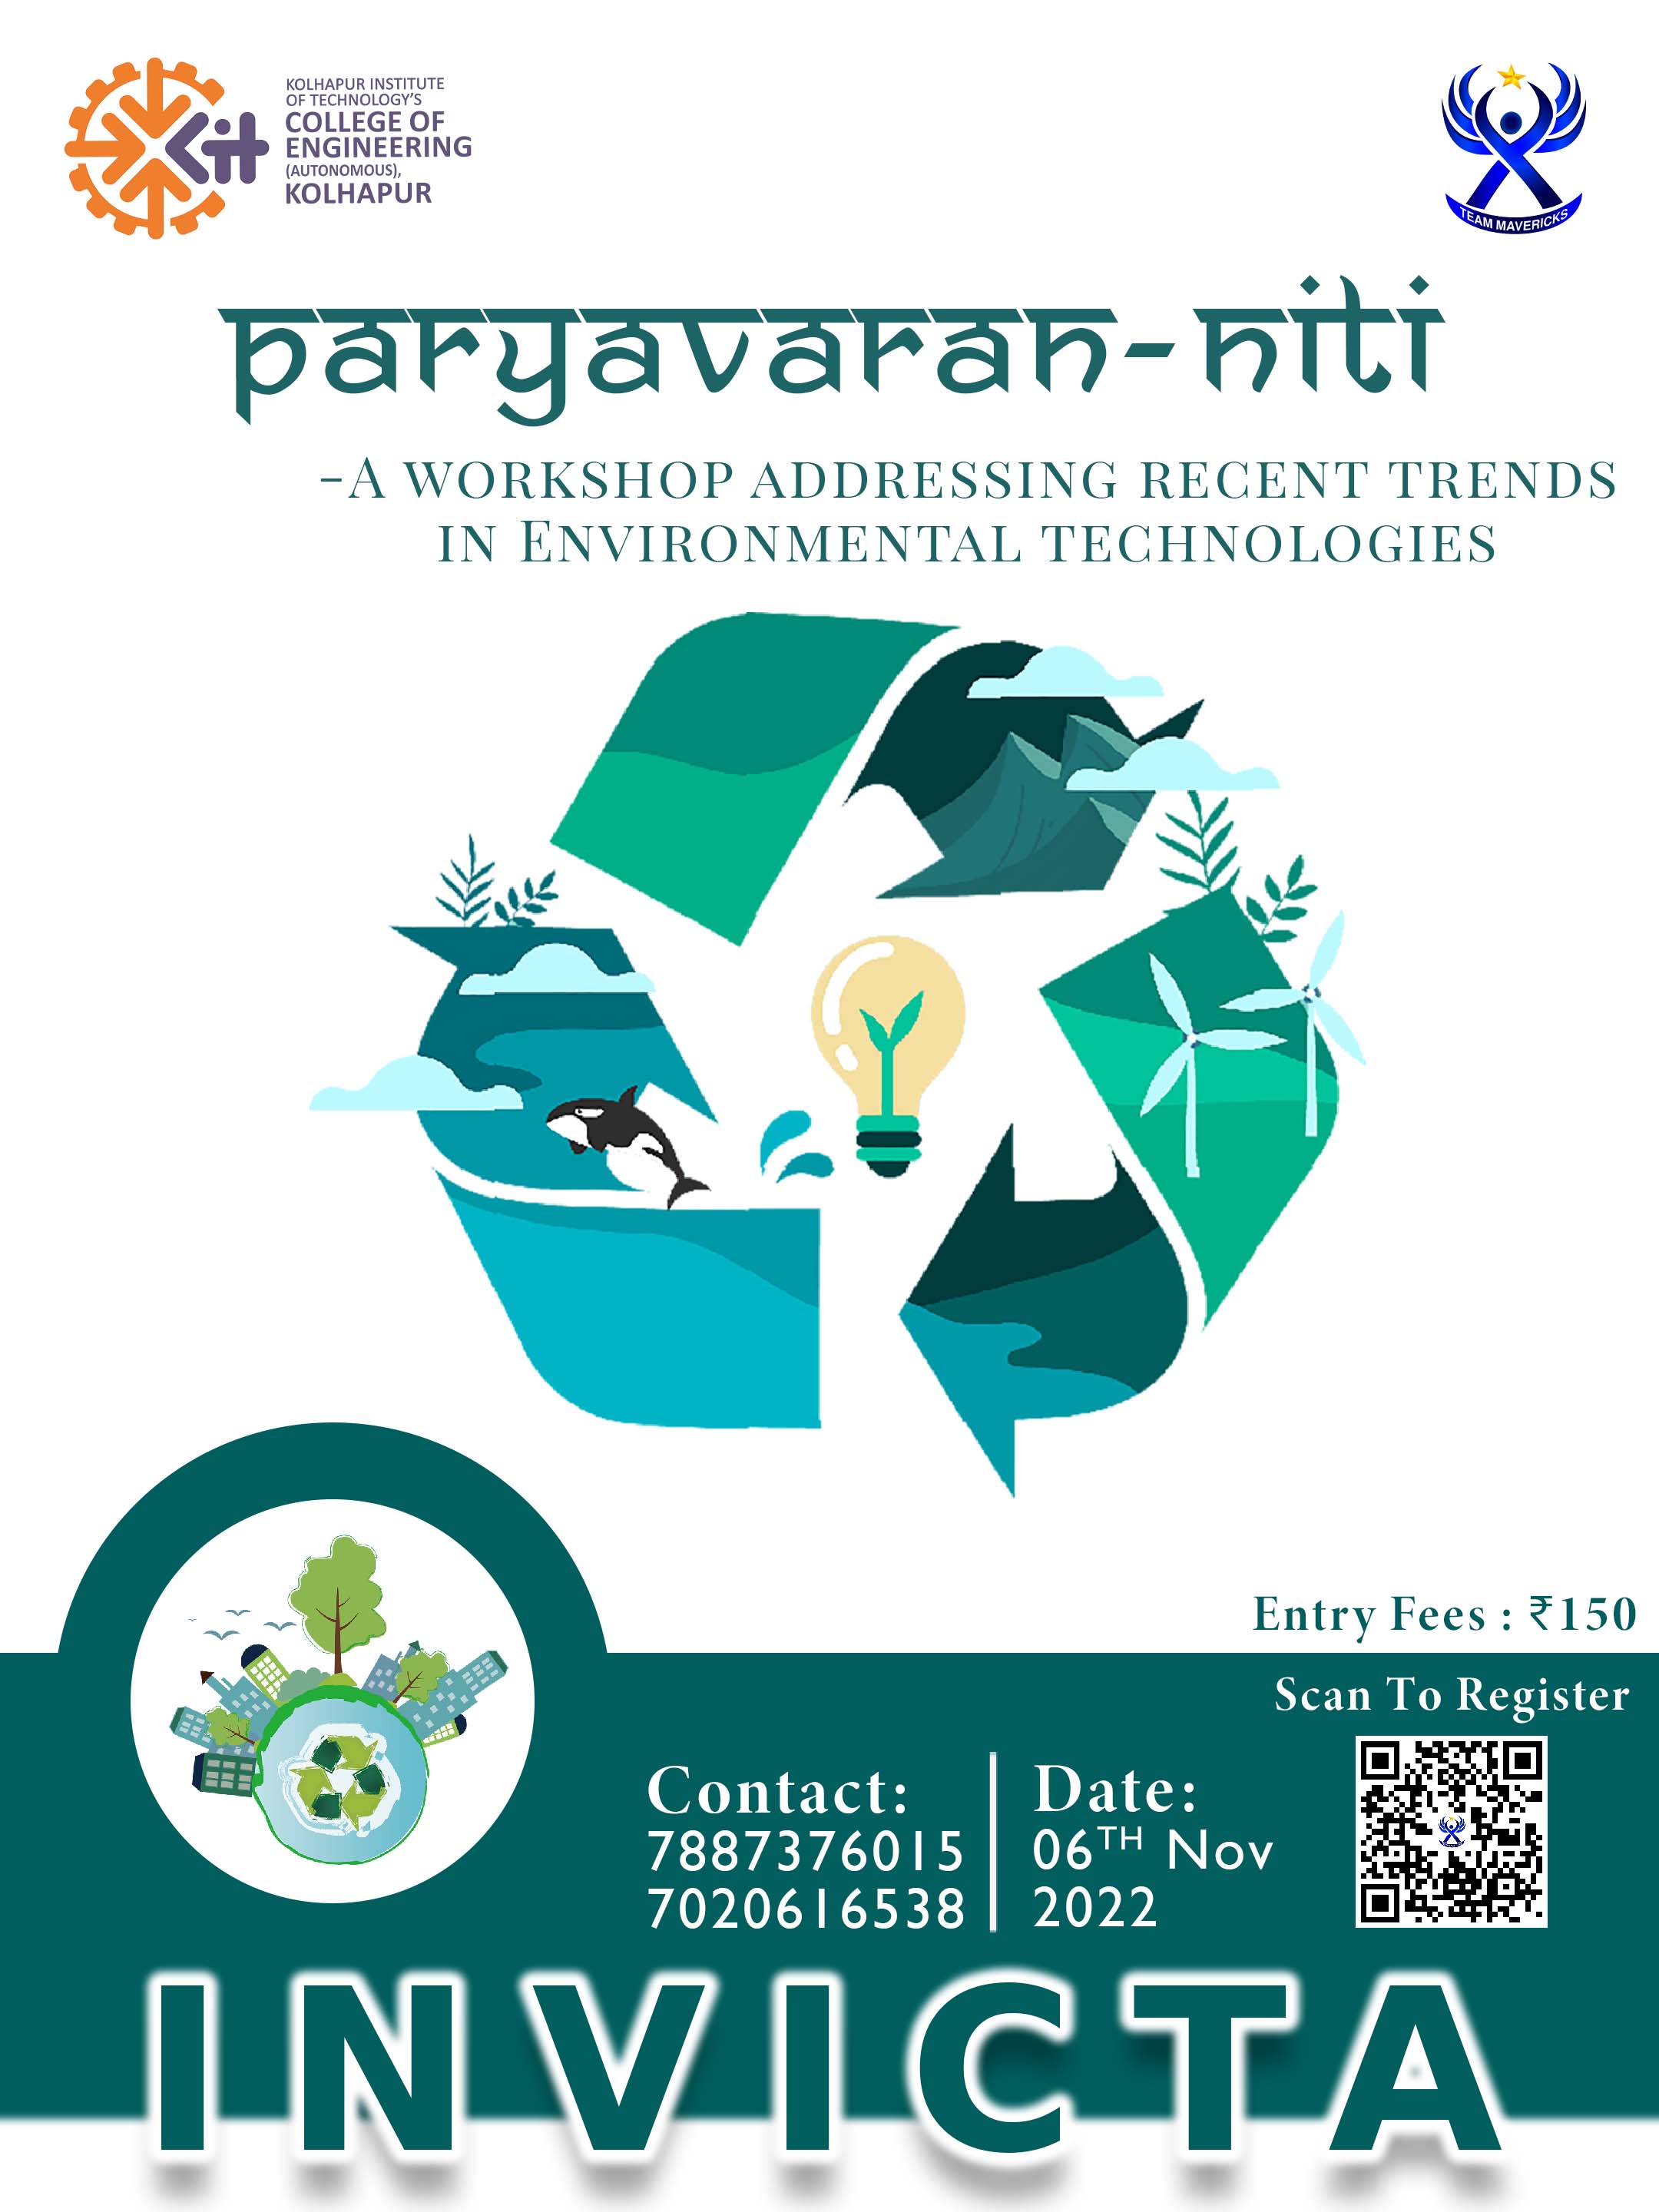 kit
KOLHAPUR INSTITUTE
OF TECHNOLOGY'S
COLLEGE OF
ENGINEERING
(AUTONOMOUS),
KOLHAPUR
TEAM MAVERICKS
paryavaran-niti
-A WORKSHOP ADDRESSING RECENT TRENDS
IN ENVIRONMENTAL TECHNOLOGIES
Entry Fees : ₹150
Scan To Register
Contact:
7887376015
7020616538
Date:
06TH Nov
2022
INVICTA